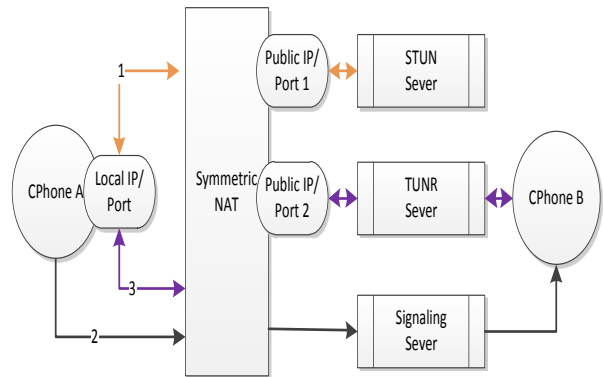 1
Public IP/
Port 1
STUN
Sever
CPhone A
Local IP/
Port
Symmetric
NAT
Public IP/
Port 2
TUNR
Sever
CPhone B
3
2
Signaling
Sever